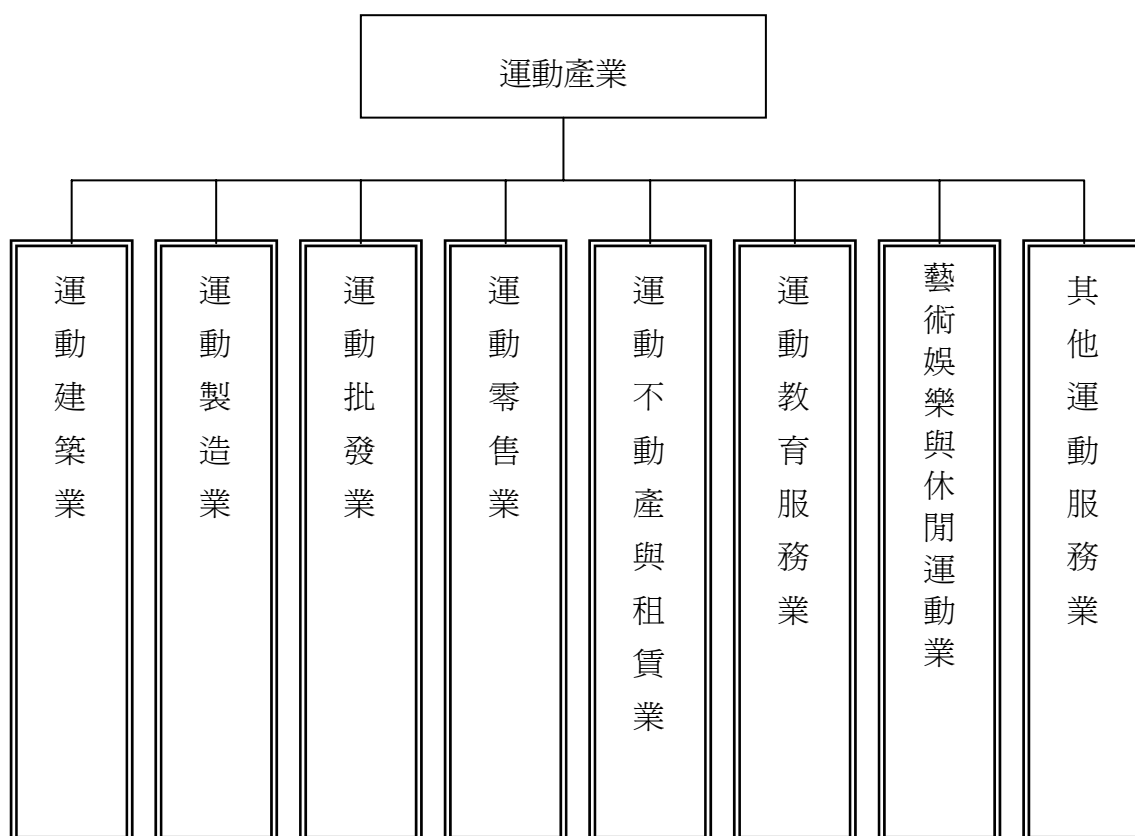 運動產業
運動建築業
運動製造業
運動批發業
運動零售業
運動不動產與租賃業
運動教育服務業
藝術娛樂與休閒運動業
其他運動服務業